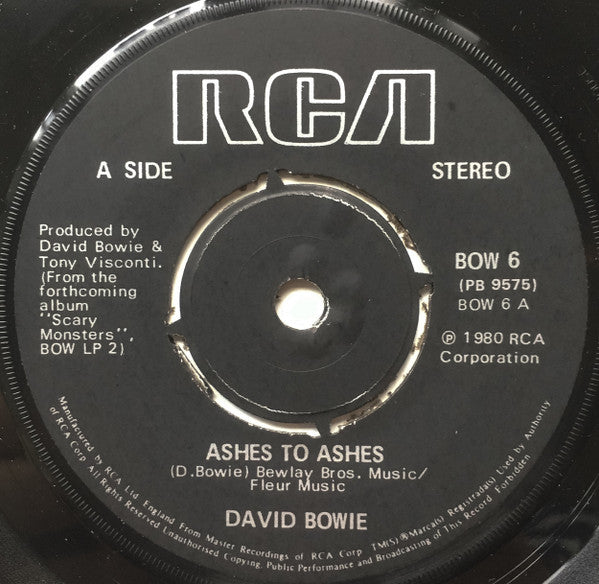 RCA
A SIDE
STEREO
Produced by
David Bowie &
Tony Visconti.
(From the
forthcoming
album
"Scary
Monsters",
BOW LP 2)
BOW 6
(PB 9575)
BOW 6 A
℗ 1980 RCA
Corporation
ASHES TO ASHES
(D.Bowie) Bewlay Bros. Music/
Fleur Music
DAVID BOWIE
Manufactured by RCA Ltd. England From Master Recordings of RCA Corp TM(S)®Marca(s) Registrada(s) Used by Authority
of RCA Corp All Rights Reserved Unauthorised Copying, Public Performance and Broadcasting of This Record Forbidden